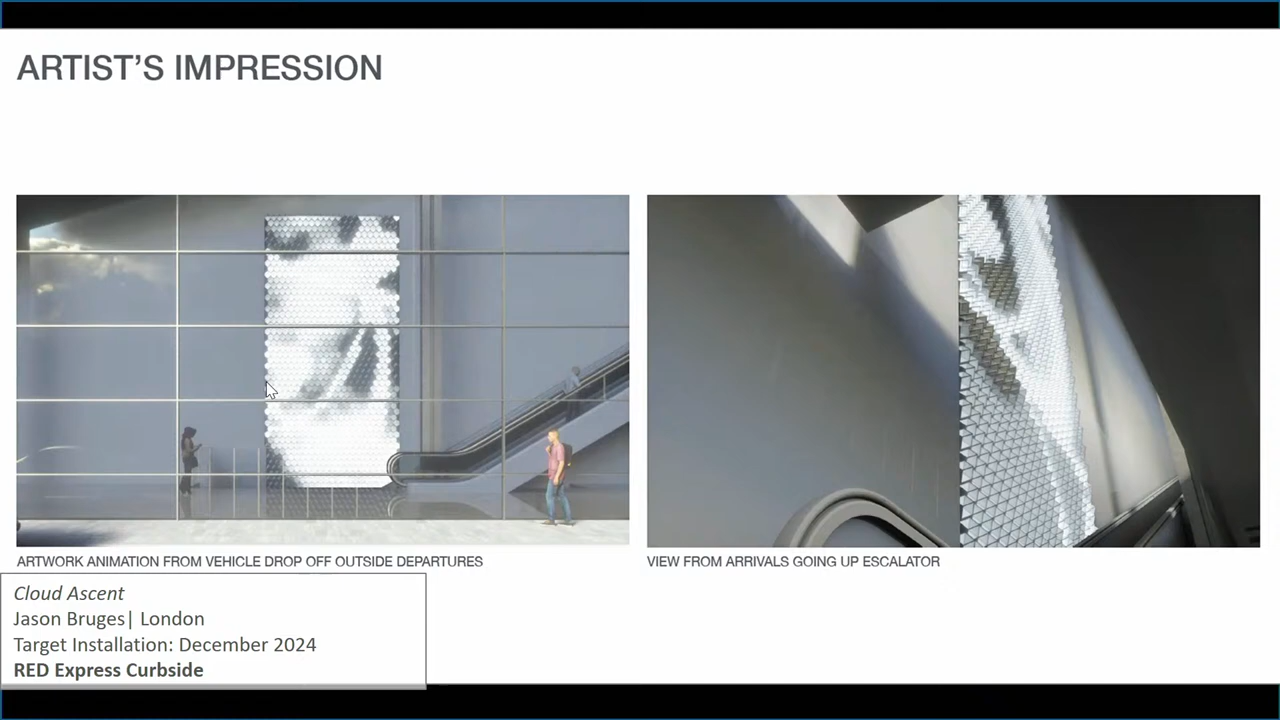 ARTIST'S IMPRESSION
ARTWORK ANIMATION FROM VEHICLE DROP OFF OUTSIDE DEPARTURES
VIEW FROM ARRIVALS GOING UP ESCALATOR
Cloud Ascent
Jason Bruges| London
Target Installation: December 2024
RED Express Curbside